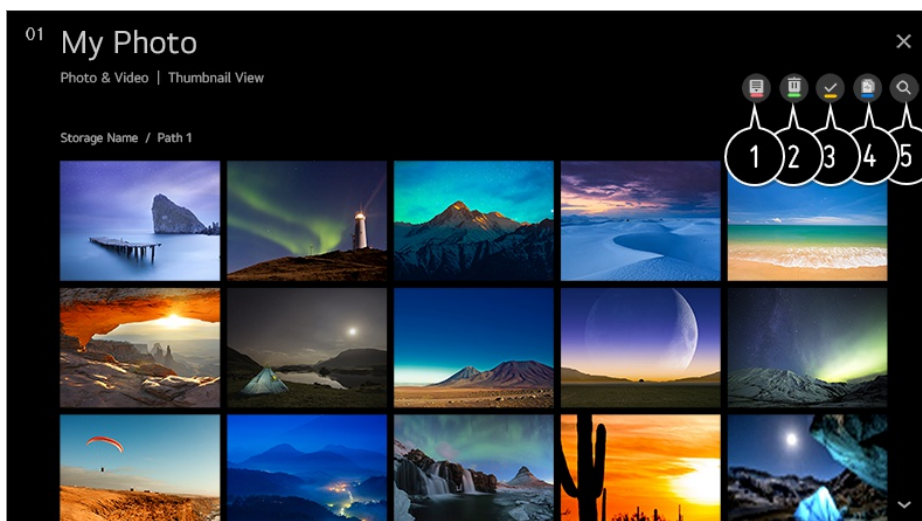 01
My Photo
Photo & Video | Thumbnail View
Storage Name / Path 1
1 2 3 4 5